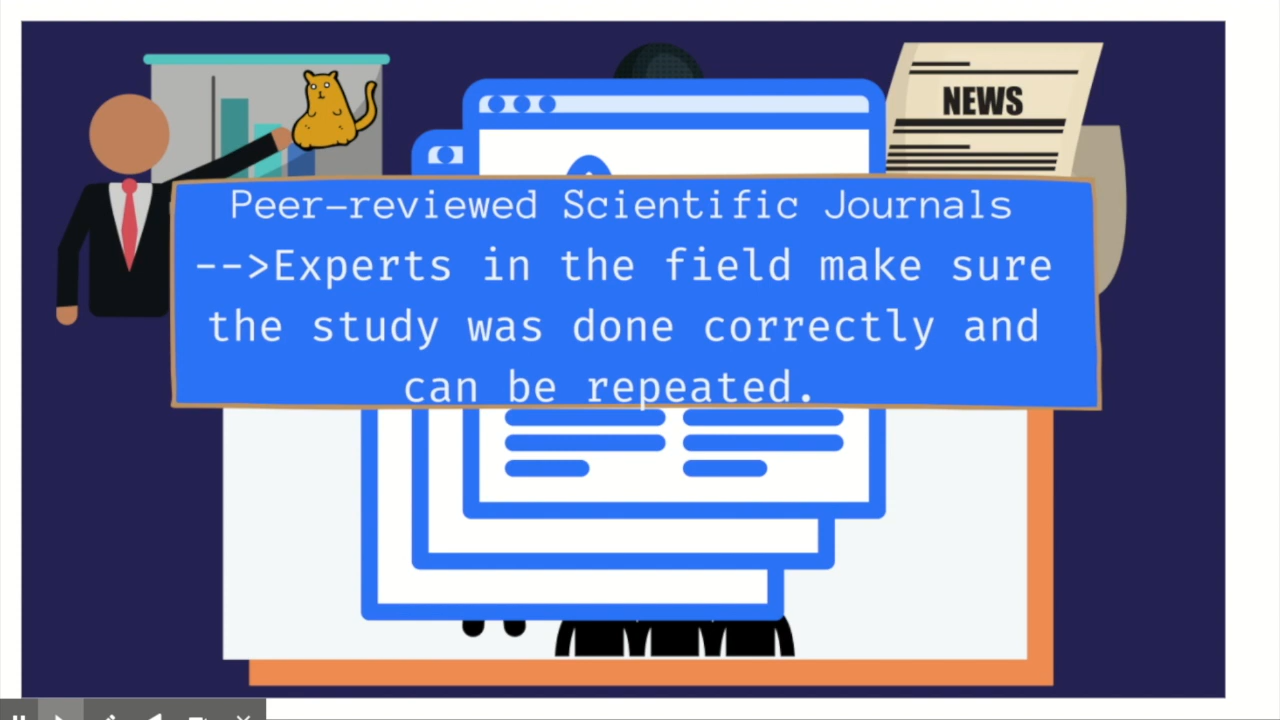 NEWS
Peer-reviewed Scientific Journals
-->Experts in the field make sure
the study was done correctly and
can be repeated.